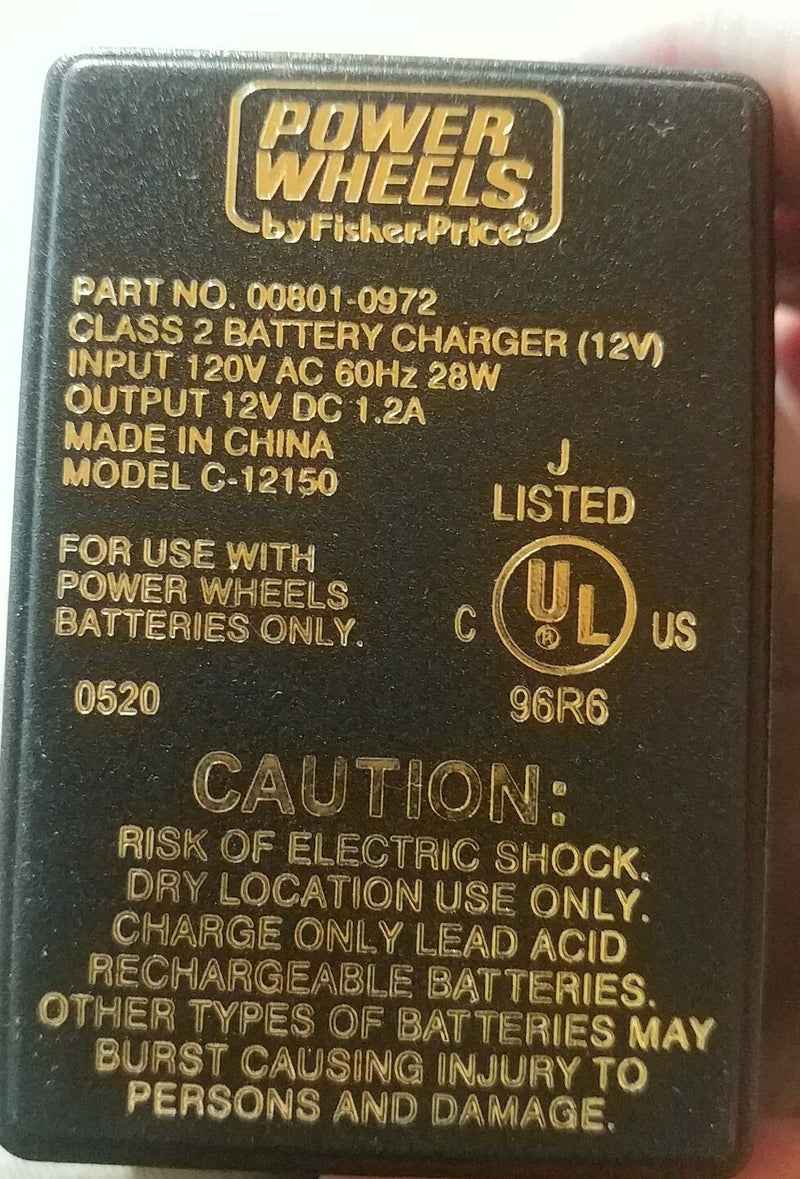 POWER
WHEELS
by Fisher-Price®
PART NO. 00801-0972
CLASS 2 BATTERY CHARGER (12V)
INPUT 120V AC 60Hz 28W
OUTPUT 12V DC 1.2A
MADE IN CHINA
MODEL C-12150
J
LISTED
FOR USE WITH
POWER WHEELS
BATTERIES ONLY.
C UL® US
0520
96R6
CAUTION:
RISK OF ELECTRIC SHOCK.
DRY LOCATION USE ONLY.
CHARGE ONLY LEAD ACID
RECHARGEABLE BATTERIES.
OTHER TYPES OF BATTERIES MAY
BURST CAUSING INJURY TO
PERSONS AND DAMAGE.